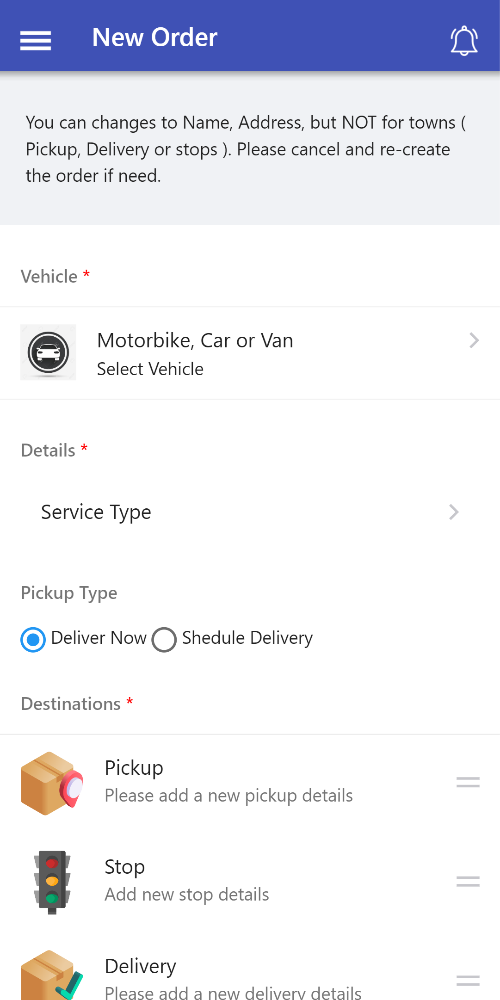 New Order
You can changes to Name, Address, but NOT for towns (
Pickup, Delivery or stops ). Please cancel and re-create
the order if need.
Vehicle *
Motorbike, Car or Van
Select Vehicle
Details *
Service Type
Pickup Type
Deliver Now Shedule Delivery
Destinations *
Pickup
Please add a new pickup details
Stop
Add new stop details
Delivery
Please add a new delivery details